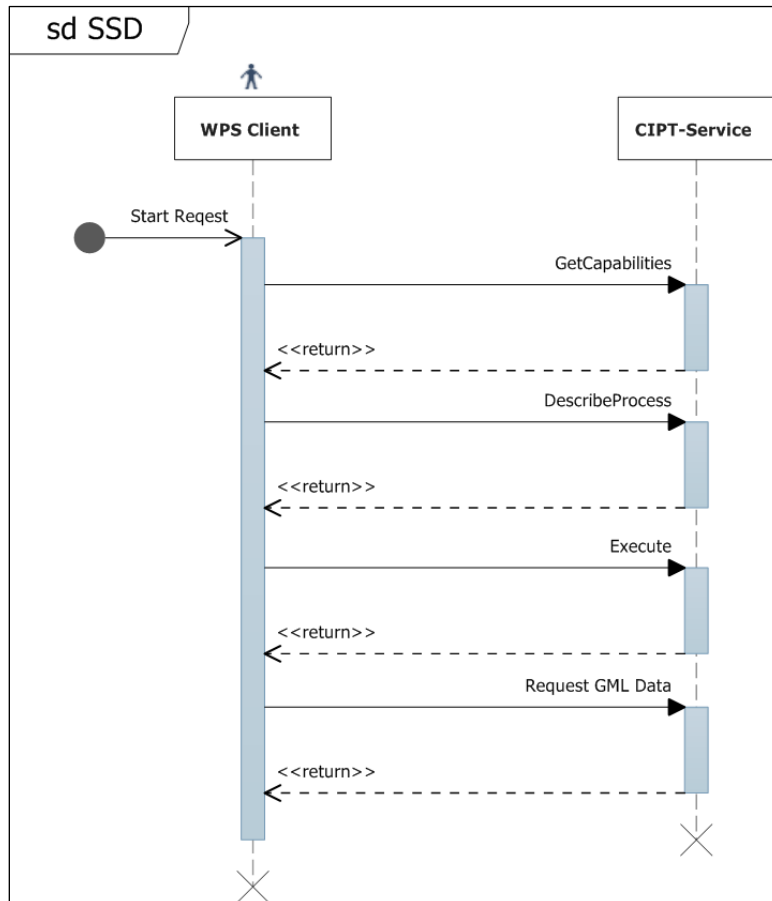 sd SSD
WPS Client
CIPT-Service
Start Reqest
GetCapabilities
<<return>>
DescribeProcess
<<return>>
Execute
<<return>>
Request GML Data
<<return>>